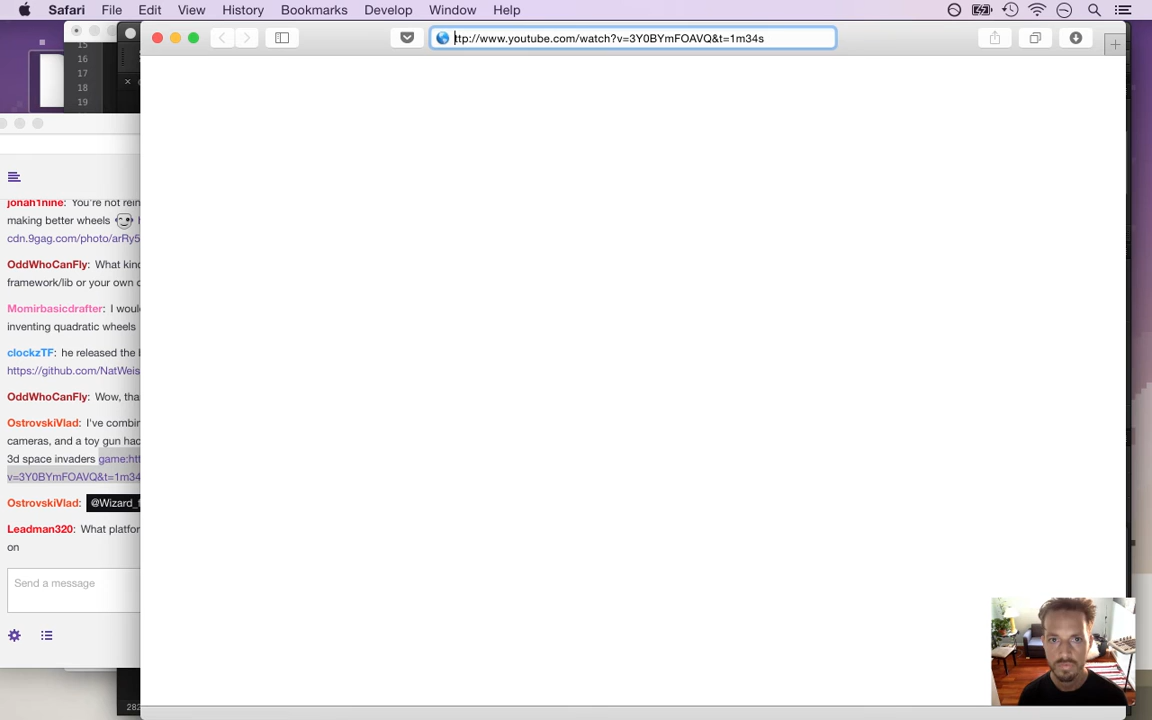 Safari File Edit View History Bookmarks Develop Window Help
ttp://www.youtube.com/watch?v=3Y0BYmFOAVQ&t=1m34s
15
16
17
18
19
jonah1nine: You're not rein
making better wheels
cdn.9gag.com/photo/arRy5
OddWhoCanFly: What kind
framework/lib or your own
Momirbasicdrafter: I would
inventing quadratic wheels
clockzTF: he released the
https://github.com/NatWeis
OddWhoCanFly: Wow, tha
OstrovskiVlad: I've combin
cameras, and a toy gun hac
3d space invaders game:htt
v=3Y0BYmFOAVQ&t=1m34
OstrovskiVlad: @Wizard_
Leadman320: What platfor
on
Send a message
282